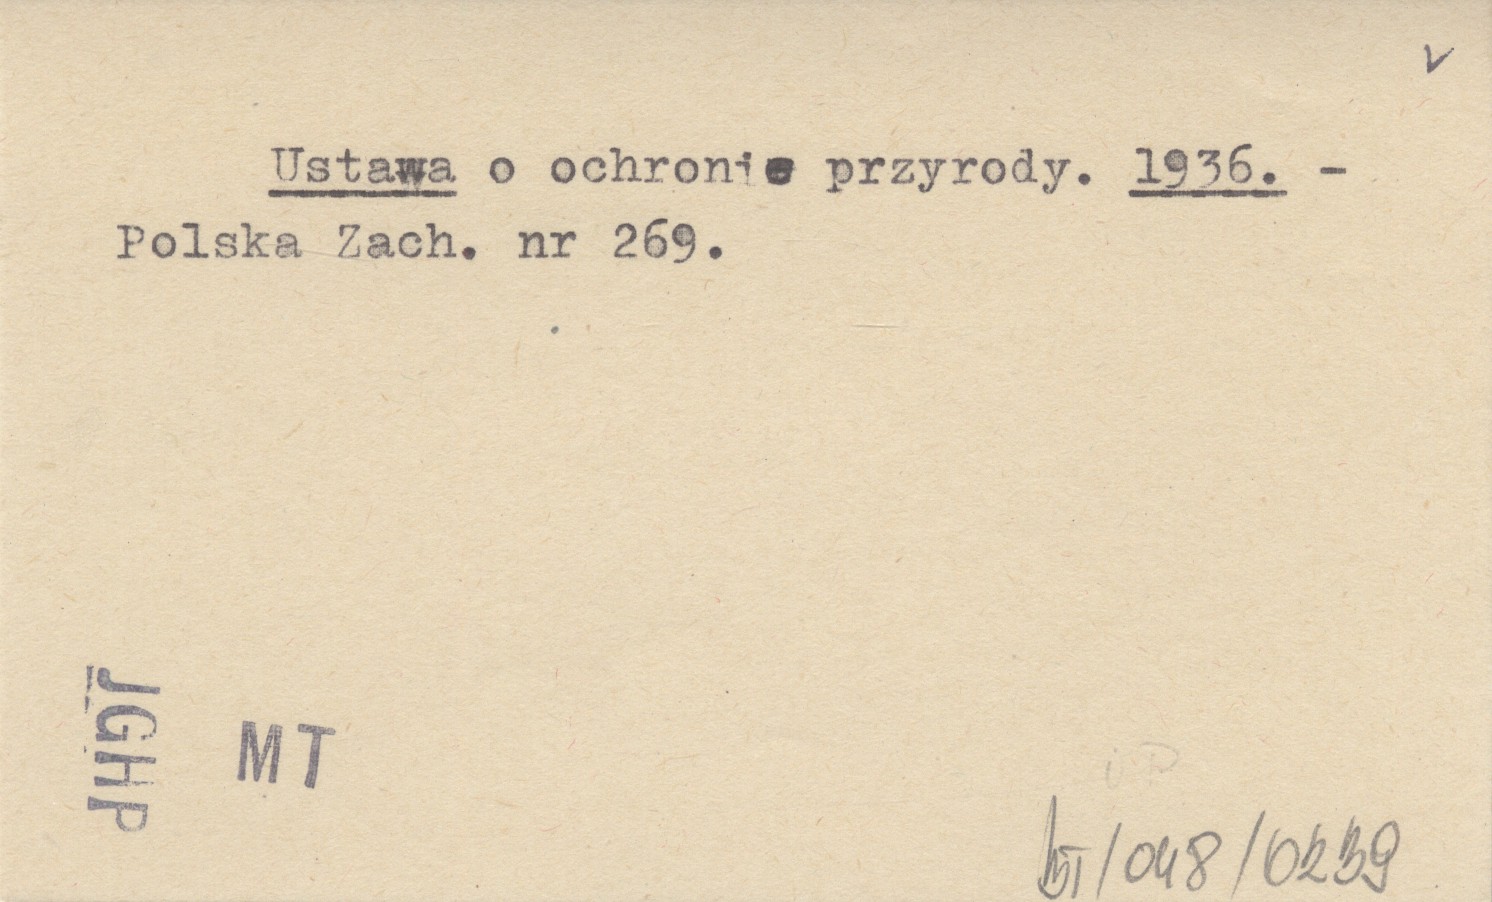 v
Ustawa o ochronie przyrody. 1936. -
Polska Zach. nr 269.
JGHP
MT
/048/0239